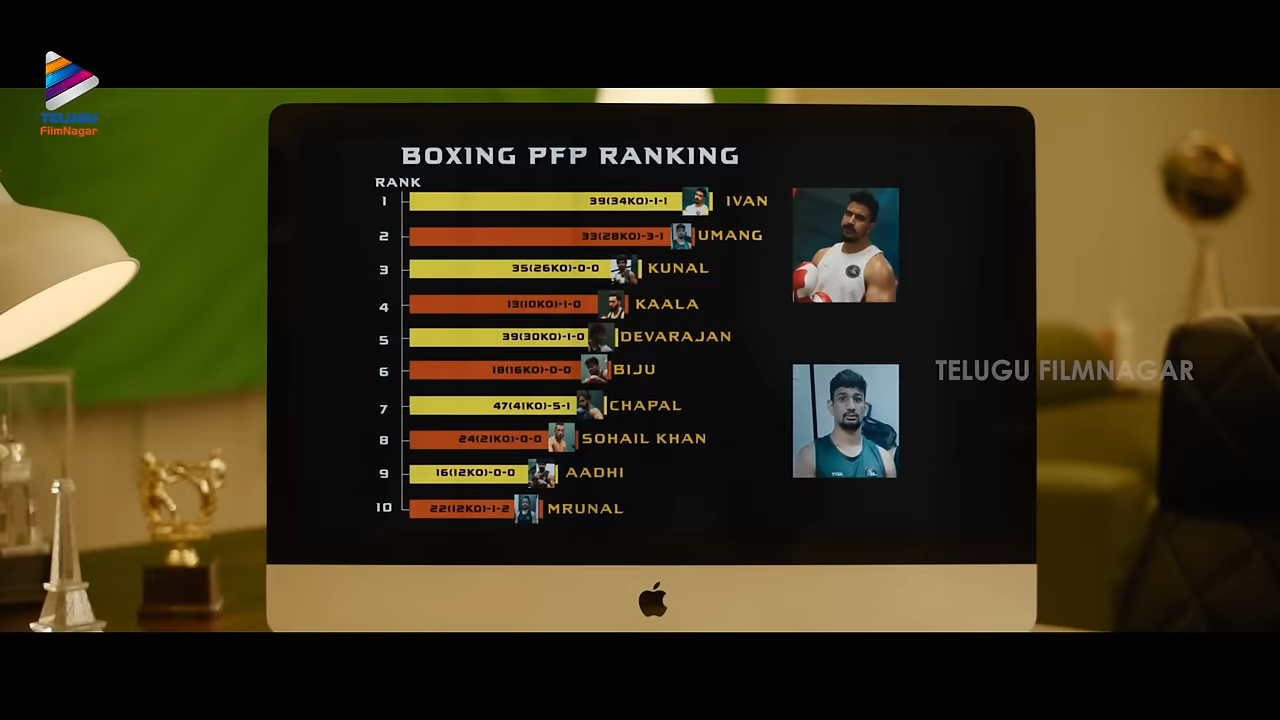 TELUGU
FilmNagar
BOXING PFP RANKING
RANK
1 39(34KO)-1-1 IVAN
2 33(28KO)-3-1 UMANG
3 35(26KO)-0-0 KUNAL
4 13(10KO)-1-0 KAALA
5 39(30KO)-1-0 DEVARAJAN
6 18(16KO)-0-0 BIJU
7 47(41KO)-5-1 CHAPAL
8 24(21KO)-0-0 SOHAIL KHAN
9 16(12KO)-0-0 AADHI
10 22(12KO)-1-2 MRUNAL
TELUGU FILMNAGAR